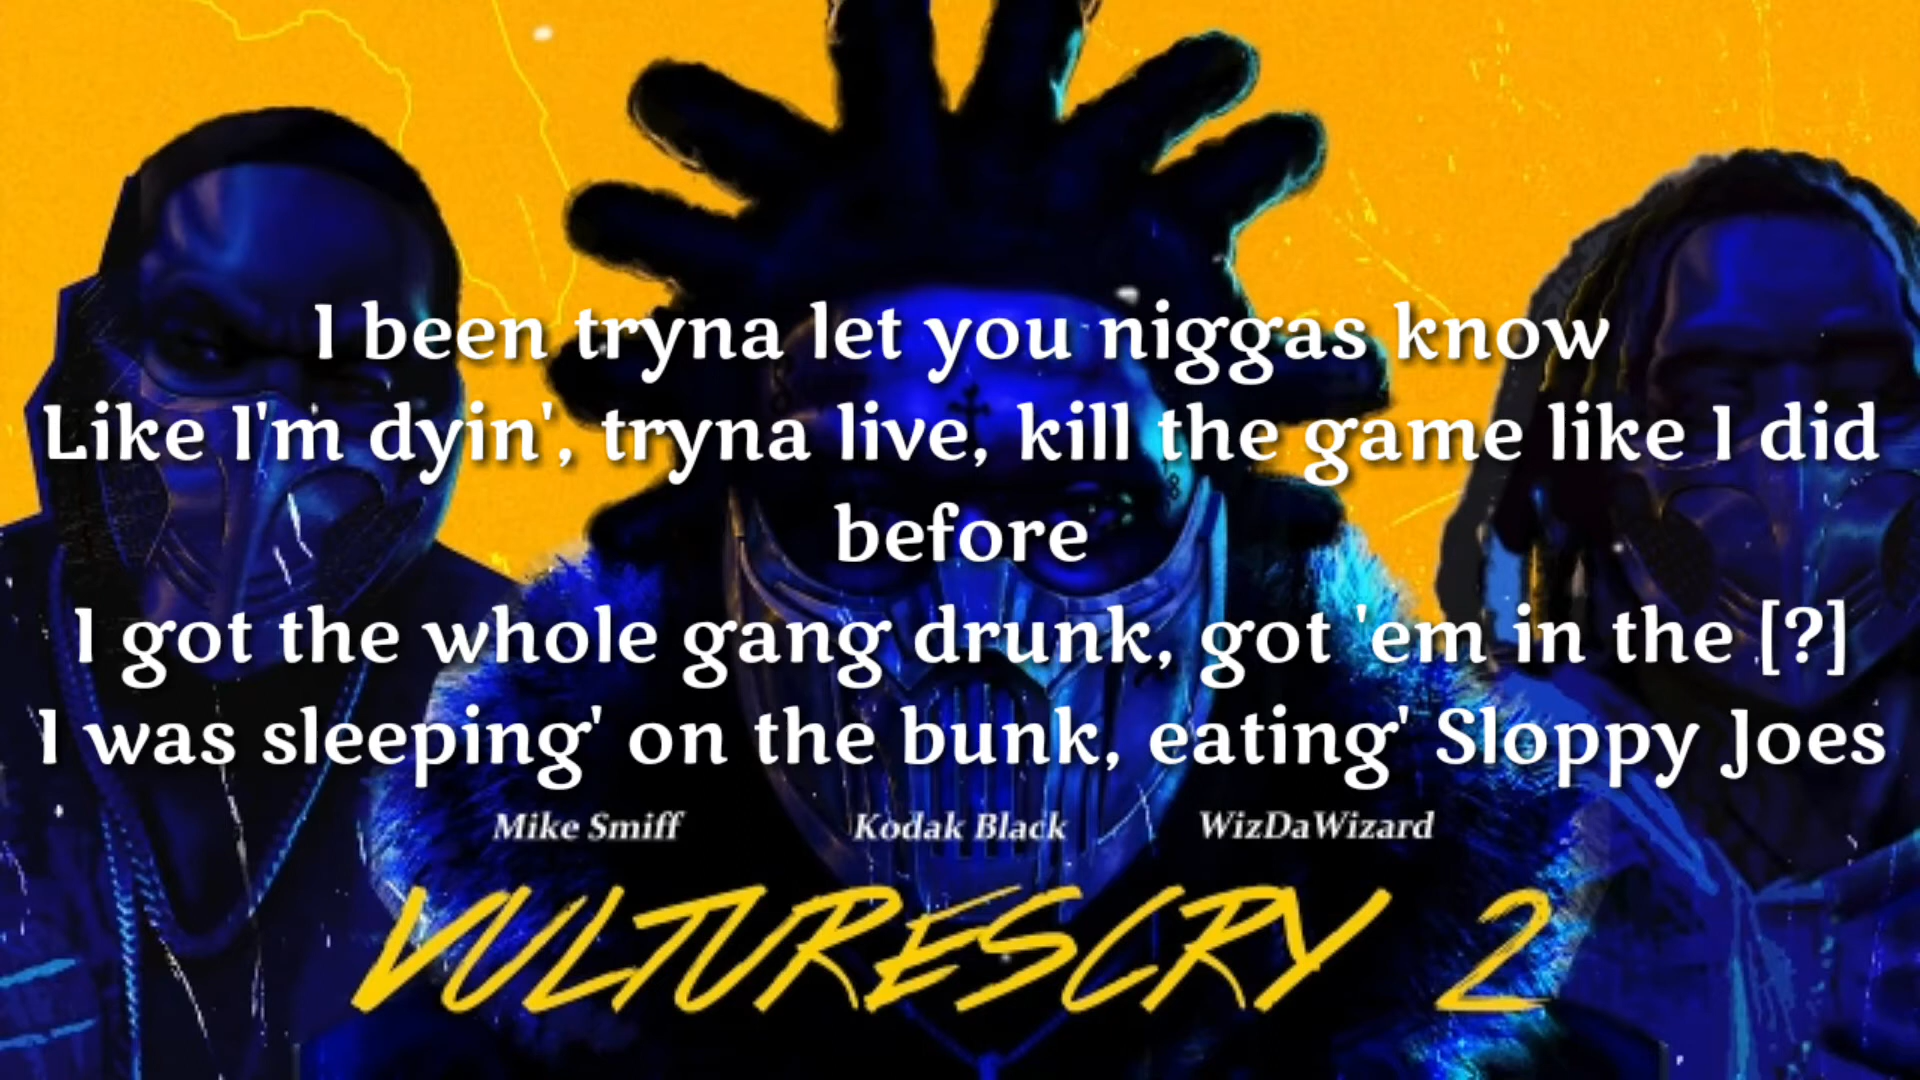 I been tryna let you niggas know
Like I'm dyin', tryna live, kill the game like I did
before
I got the whole gang drunk, got 'em in the [?]
I was sleeping' on the bunk, eating' Sloppy Joes
Mike Smiff Kodak Black WizDaWizard
VULTURESCRY 2